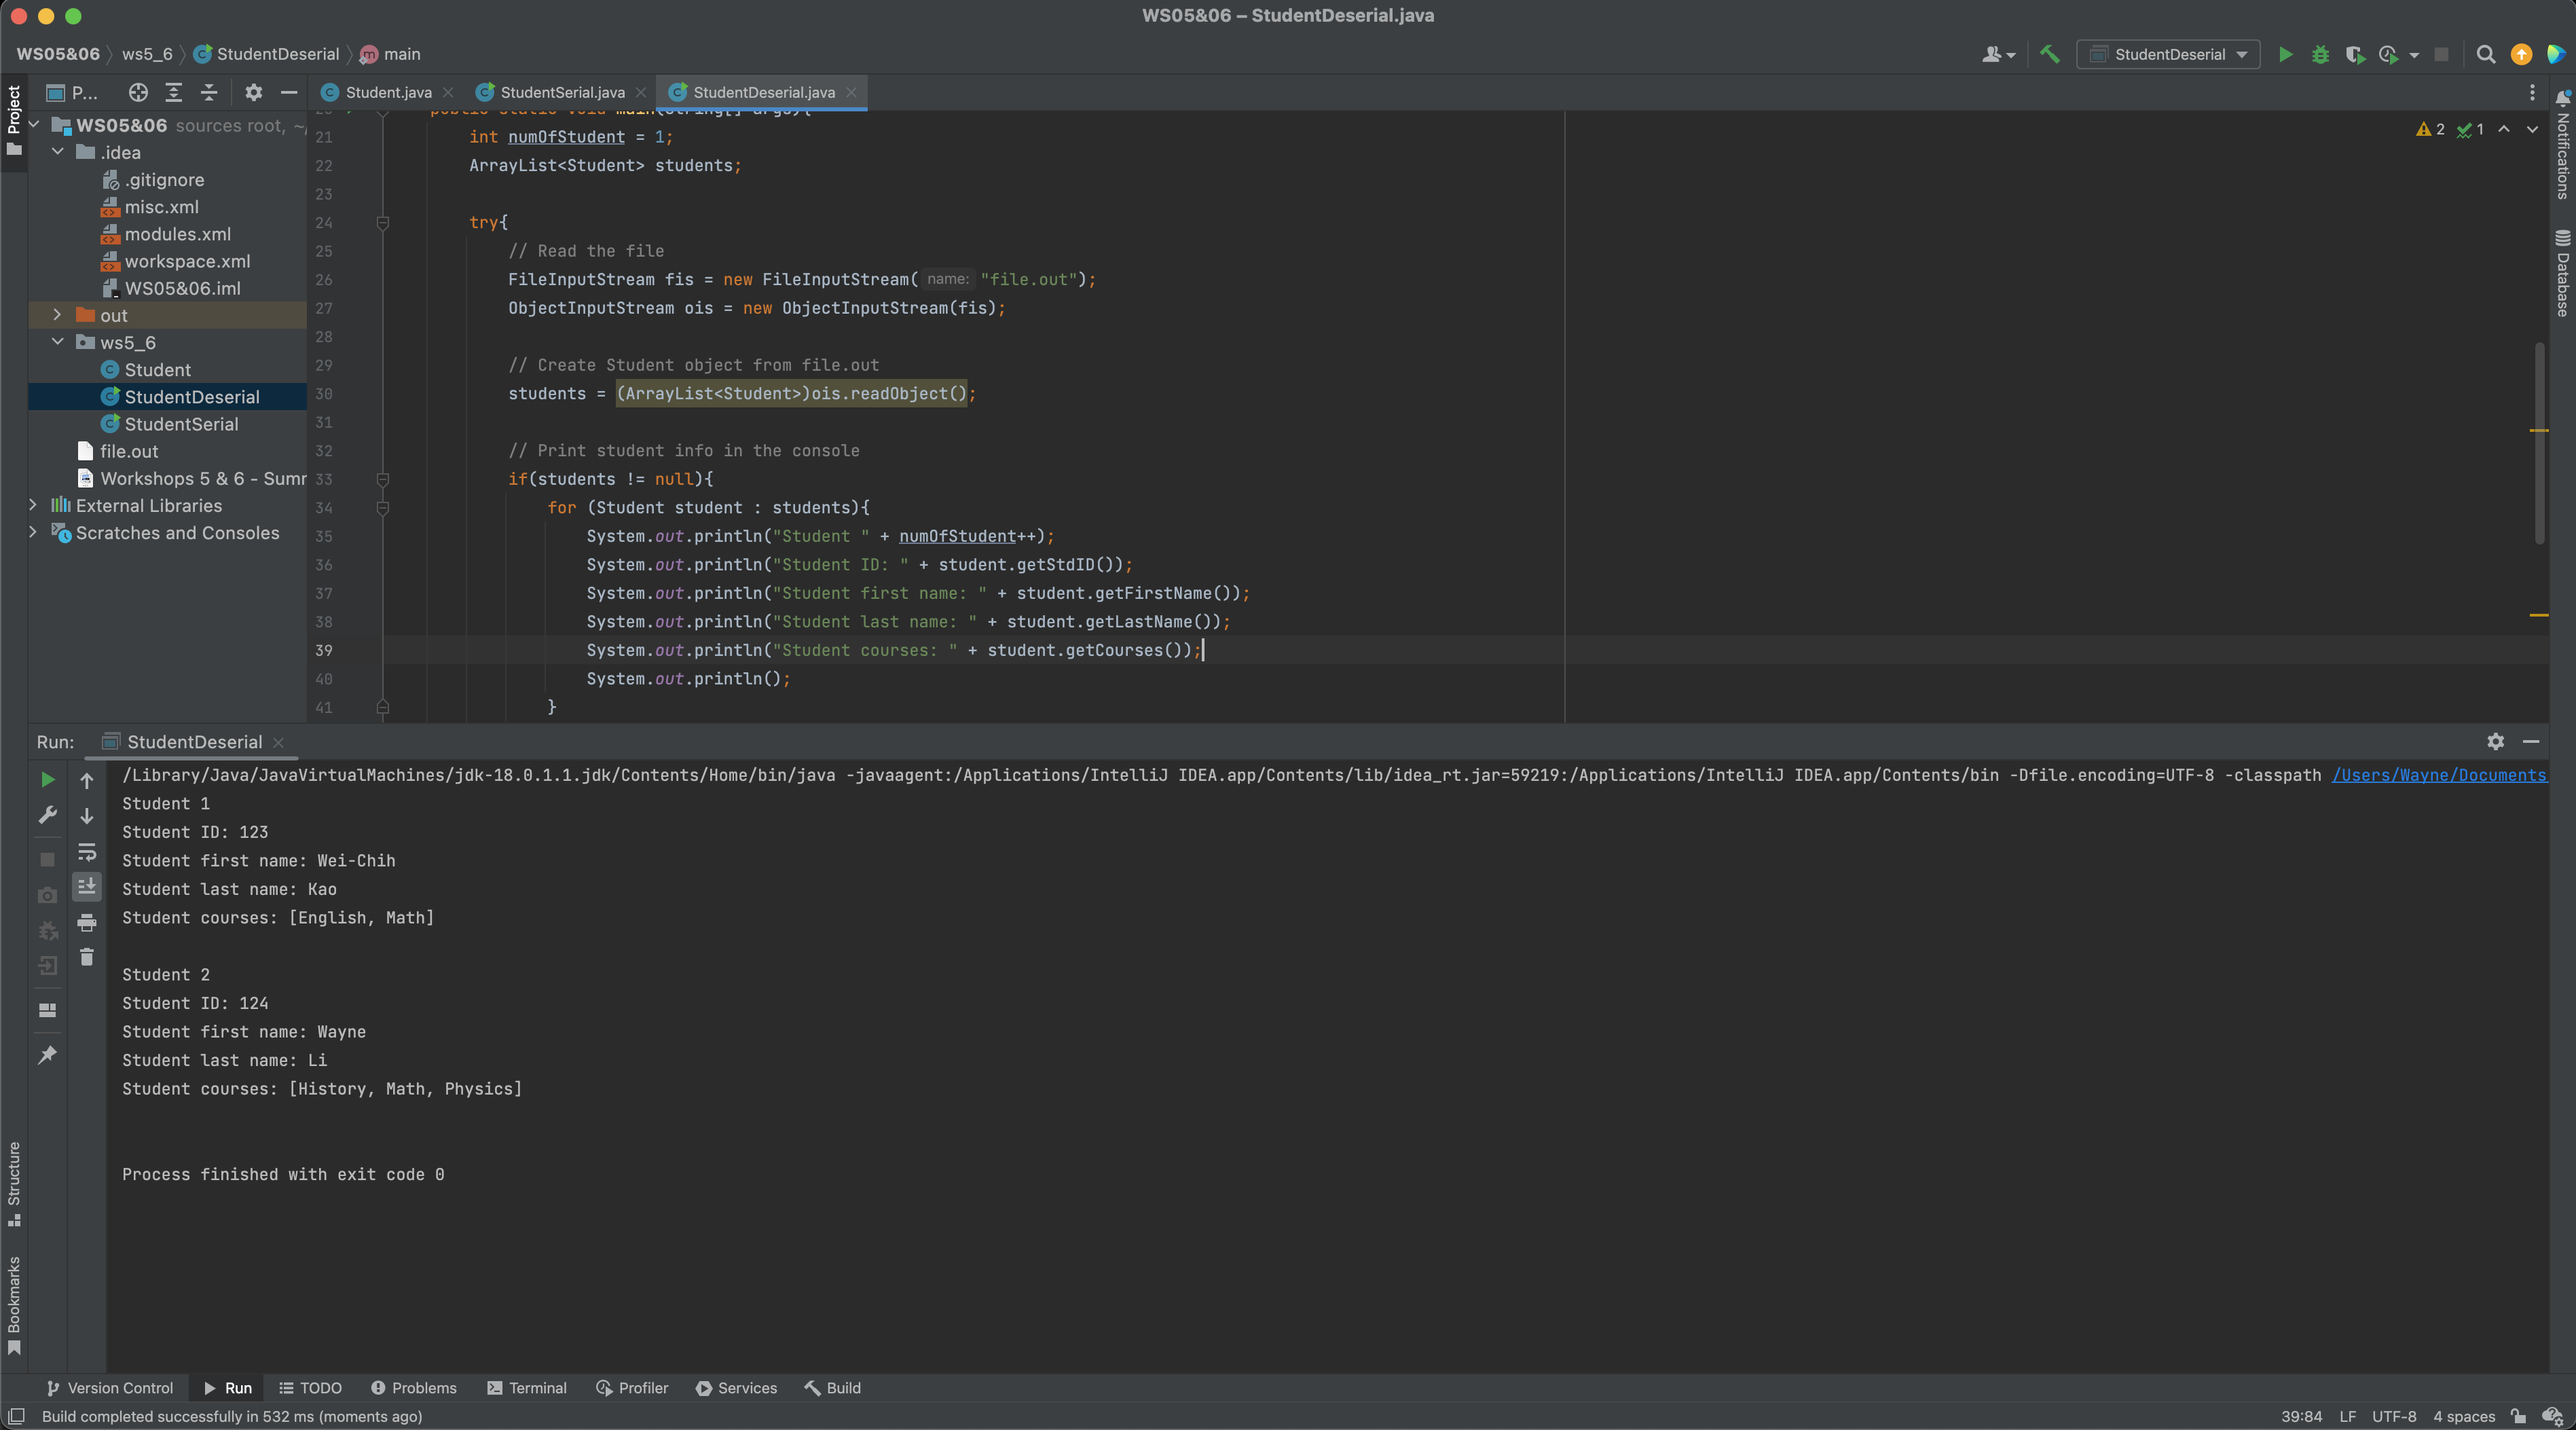 WS05&06 – StudentDeserial.java
WS05&06 ws5_6 StudentDeserial main
StudentDeserial
Project
P...
Student.java StudentSerial.java StudentDeserial.java
WS05&06 sources root, ~/
.idea
.gitignore
misc.xml
modules.xml
workspace.xml
WS05&06.iml
out
ws5_6
Student
StudentDeserial
StudentSerial
file.out
Workshops 5 & 6 - Sumr
External Libraries
Scratches and Consoles
2 1
public static void main(String[] args){
21 int numOfStudent = 1;
22 ArrayList<Student> students;
23
24 try{
25 // Read the file
26 FileInputStream fis = new FileInputStream( name: "file.out");
27 ObjectInputStream ois = new ObjectInputStream(fis);
28
29 // Create Student object from file.out
30 students = (ArrayList<Student>)ois.readObject();
31
32 // Print student info in the console
33 if(students != null){
34 for (Student student : students){
35 System.out.println("Student " + numOfStudent++);
36 System.out.println("Student ID: " + student.getStdID());
37 System.out.println("Student first name: " + student.getFirstName());
38 System.out.println("Student last name: " + student.getLastName());
39 System.out.println("Student courses: " + student.getCourses());
40 System.out.println();
41 }
Notifications
Database
Run: StudentDeserial
/Library/Java/JavaVirtualMachines/jdk-18.0.1.1.jdk/Contents/Home/bin/java -javaagent:/Applications/IntelliJ IDEA.app/Contents/lib/idea_rt.jar=59219:/Applications/IntelliJ IDEA.app/Contents/bin -Dfile.encoding=UTF-8 -classpath /Users/Wayne/Documents
Student 1
Student ID: 123
Student first name: Wei-Chih
Student last name: Kao
Student courses: [English, Math]
Student 2
Student ID: 124
Student first name: Wayne
Student last name: Li
Student courses: [History, Math, Physics]
Process finished with exit code 0
Structure
Bookmarks
Version Control Run TODO Problems Terminal Profiler Services Build
Build completed successfully in 532 ms (moments ago)
39:84 LF UTF-8 4 spaces